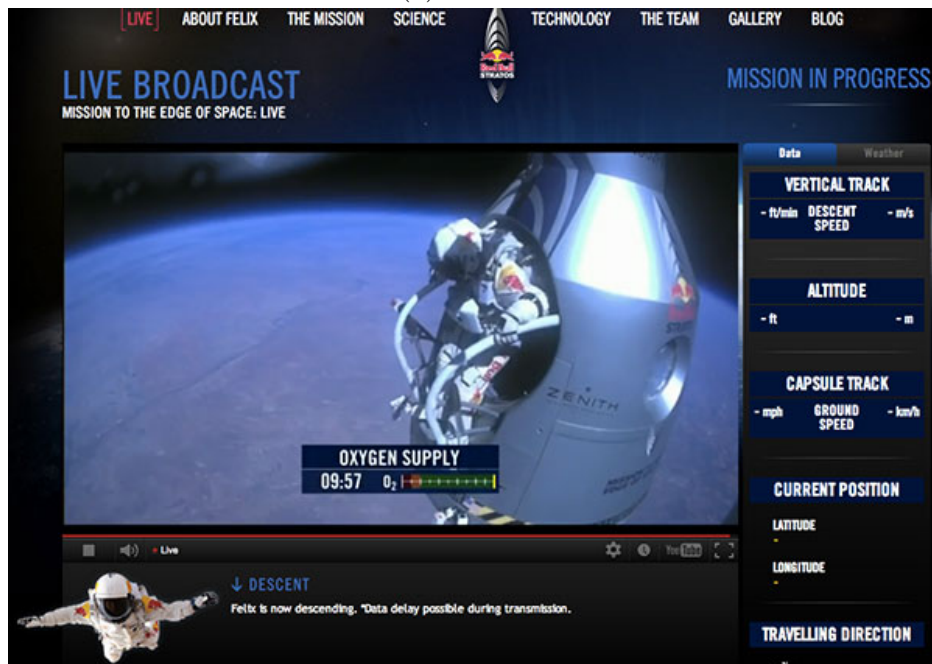 [LIVE] ABOUT FELIX THE MISSION SCIENCE TECHNOLOGY THE TEAM GALLERY BLOG
Red Bull
STRATOS
LIVE BROADCAST
MISSION TO THE EDGE OF SPACE: LIVE
MISSION IN PROGRESS
ZENITH
OXYGEN SUPPLY
09:57 O2
Live
YouTube
↓ DESCENT
Felix is now descending. *Data delay possible during transmission.
Data Weather
VERTICAL TRACK
- ft/min DESCENT SPEED - m/s
ALTITUDE
- ft - m
CAPSULE TRACK
- mph GROUND SPEED - km/h
CURRENT POSITION
LATITUDE
-
LONGITUDE
-
TRAVELLING DIRECTION